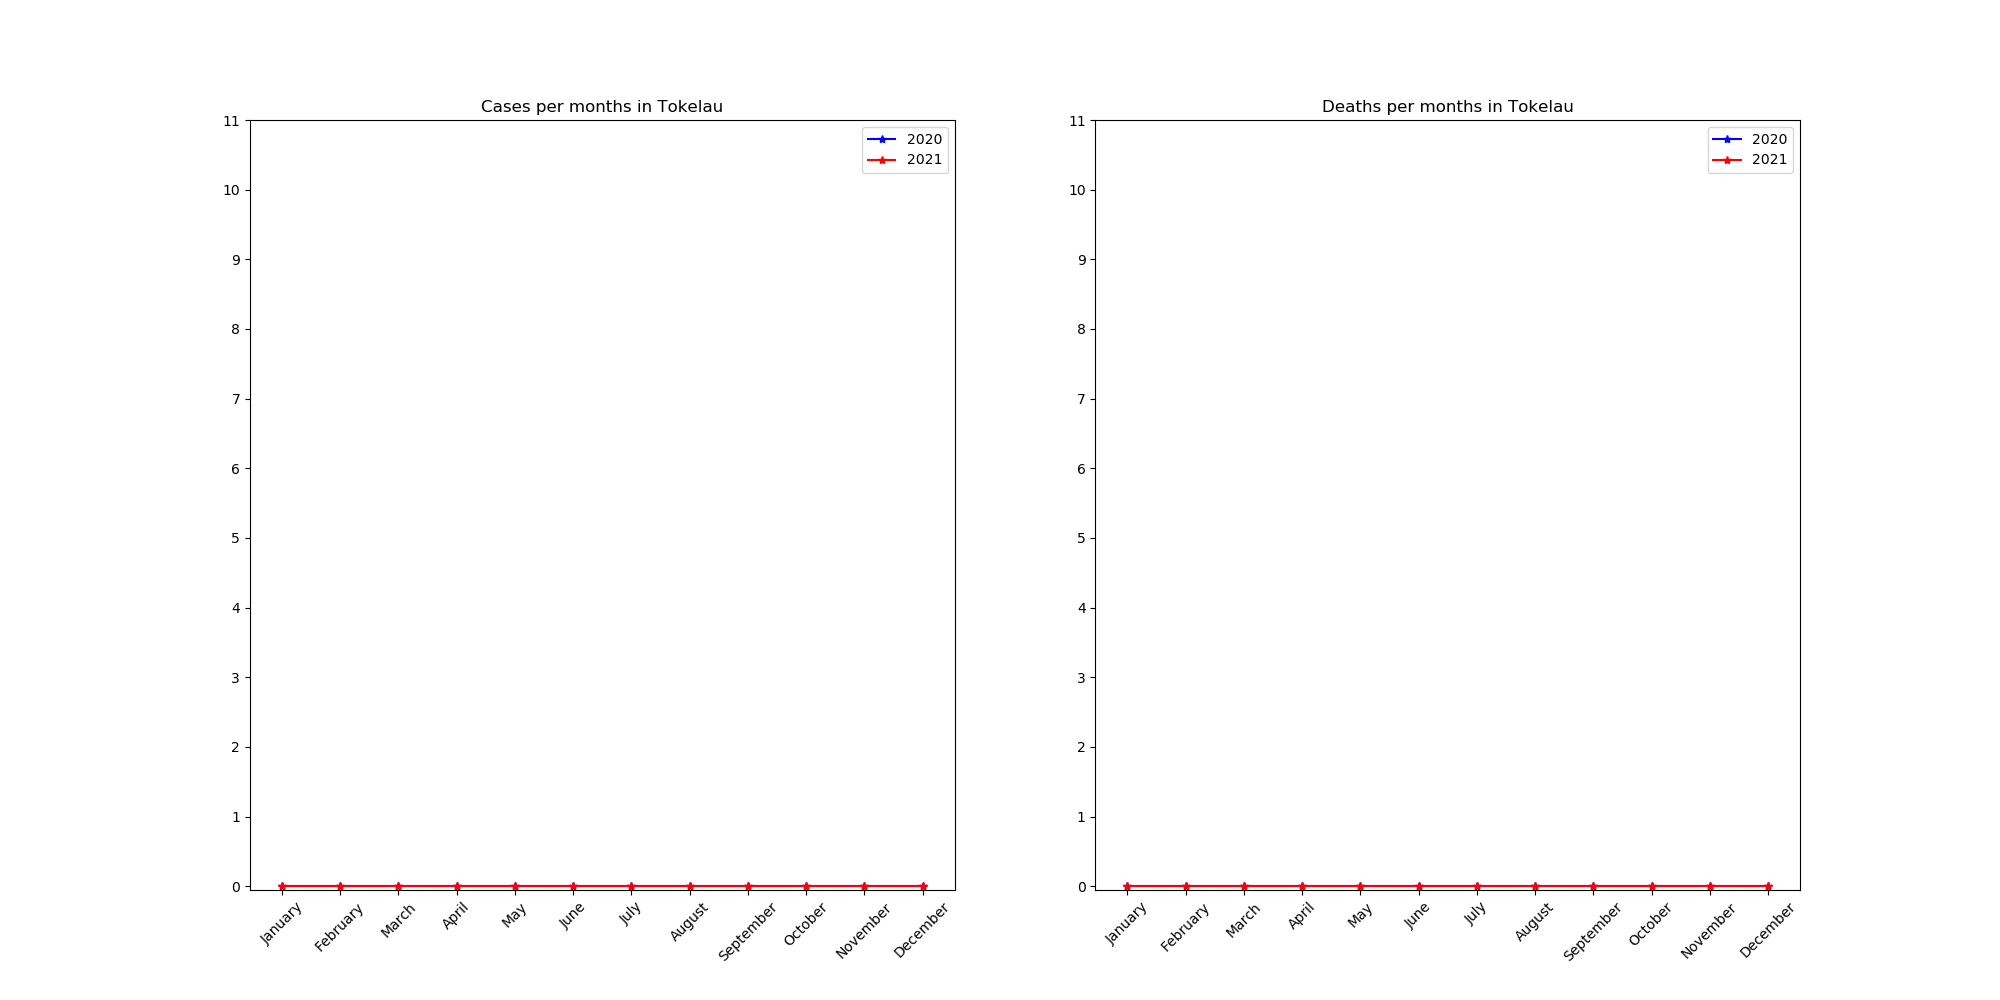 Cases per months in Tokelau
2020
2021
11
10
9
8
7
6
5
4
3
2
1
0
January
February
March
April
May
June
July
August
September
October
November
December
Deaths per months in Tokelau
2020
2021
11
10
9
8
7
6
5
4
3
2
1
0
January
February
March
April
May
June
July
August
September
October
November
December